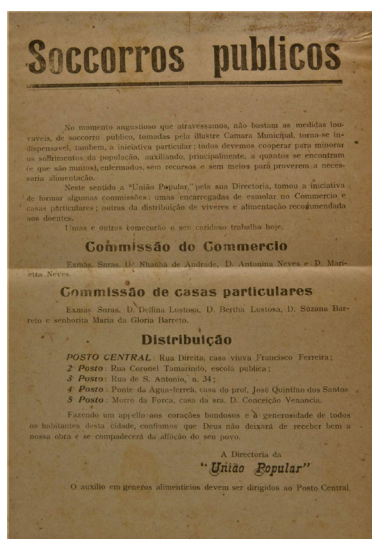 Soccorros publicos
No momento angustioso que atravessamos, não bastam as medidas lou-
vaveis, de soccorro publico, tomadas pela illustre Camara Municipal, torna-se in-
dispensavel, tambem, a iniciativa particular; todos devemos cooperar para minorar
os soffrimentos da população, auxiliando, principalmente, a quantos se encontram
(e que são muitos), enfermados, sem recursos e sem meios para proverem a neces-
saria alimentação.
Neste sentido a "União Popular," pela sua Directoria, tomou a iniciativa
de formar algumas commissões: umas encarregadas de esmolar no Commercio e
casas particulares; outras da distribuição de viveres e alimentação recommendada
aos doentes.
Umas e outras começarão o seu caridoso trabalho hoje.
Commissão do Commercio
Exmas. Snras. D. Nhanhá de Andrade, D. Antonina Neves e D. Mari-
etta Neves.
Commissão de casas particulares
Exmas. Snras. D. Delfina Lustosa, D. Bertha Lustosa, D. Suzana Bar-
reto e senhorita Maria da Gloria Barreto.
Distribuição
POSTO CENTRAL: Rua Direita, casa viuva Francisco Ferreira;
2 Posto: Rua Coronel Tamarindo, escola publica;
3 Posto: Rua de S. Antonio, n. 34;
4 Posto: Ponte da Agua-ferrea, casa do prof. José Quintino dos Santos
5 Posto: Morro da Forca, casa da sra. D. Conceição Venancia.
Fazendo um appello aos corações bondosos e á generosidade de todos
os habitantes desta cidade, confiamos que Deus não deixará de receber bem a
nossa obra e se compadecerá da afflicção do seu povo.
A Directoria da
"União Popular"
O auxilio em generos alimenticios devem ser dirigidos ao Posto Central.